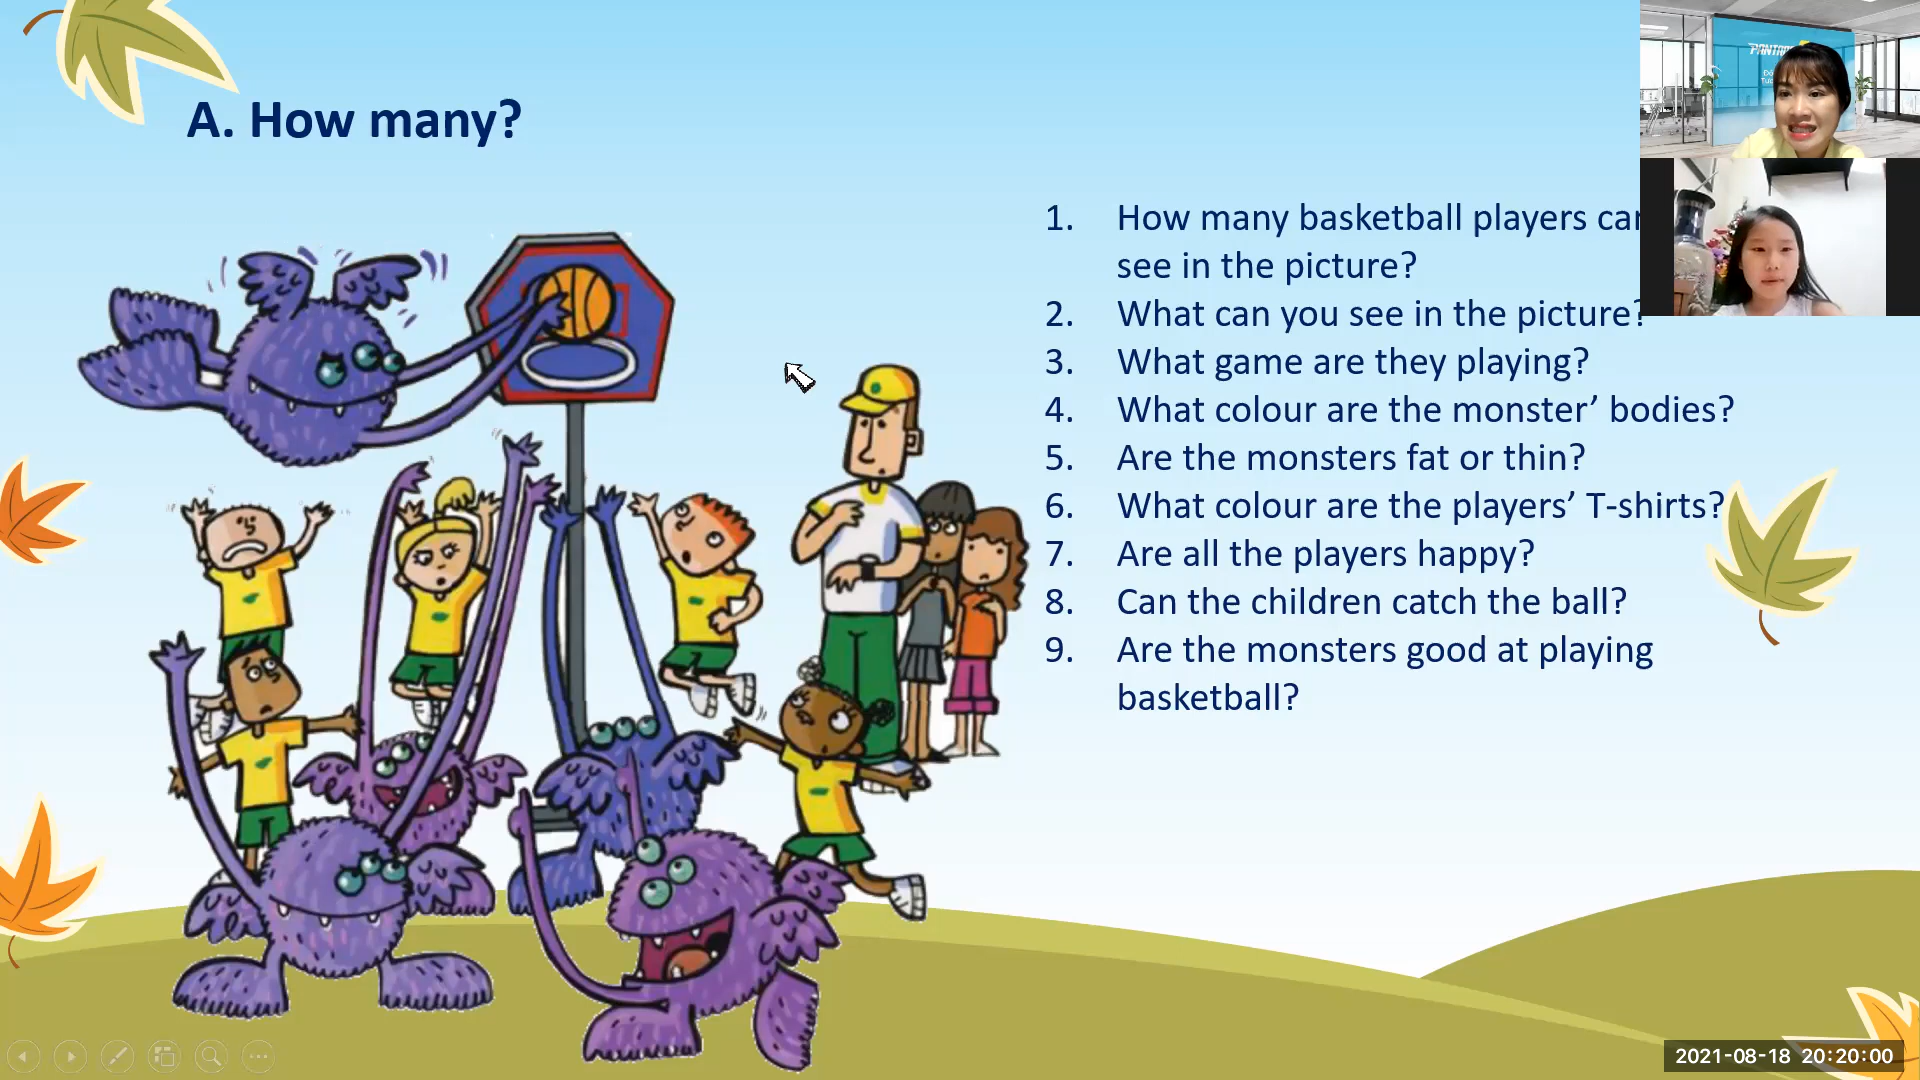 A. How many?
1. How many basketball players
see in the picture?
2. What can you see in the picture?
3. What game are they playing?
4. What colour are the monster’ bodies?
5. Are the monsters fat or thin?
6. What colour are the players’ T-shirts?
7. Are all the players happy?
8. Can the children catch the ball?
9. Are the monsters good at playing
basketball?
2021-08-18 20:20:00